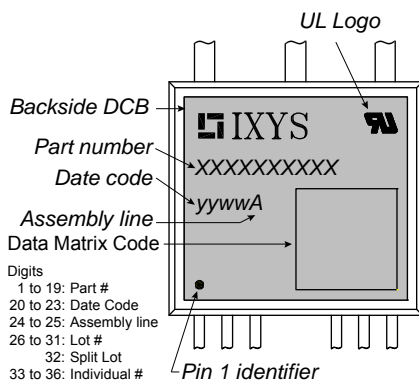 UL Logo
Backside DCB
IXYS
Part number
XXXXXXXXXX
Date code
yywwA
Assembly line
Data Matrix Code
Digits
1 to 19: Part #
20 to 23: Date Code
24 to 25: Assembly line
26 to 31: Lot #
32: Split Lot
33 to 36: Individual #
Pin 1 identifier